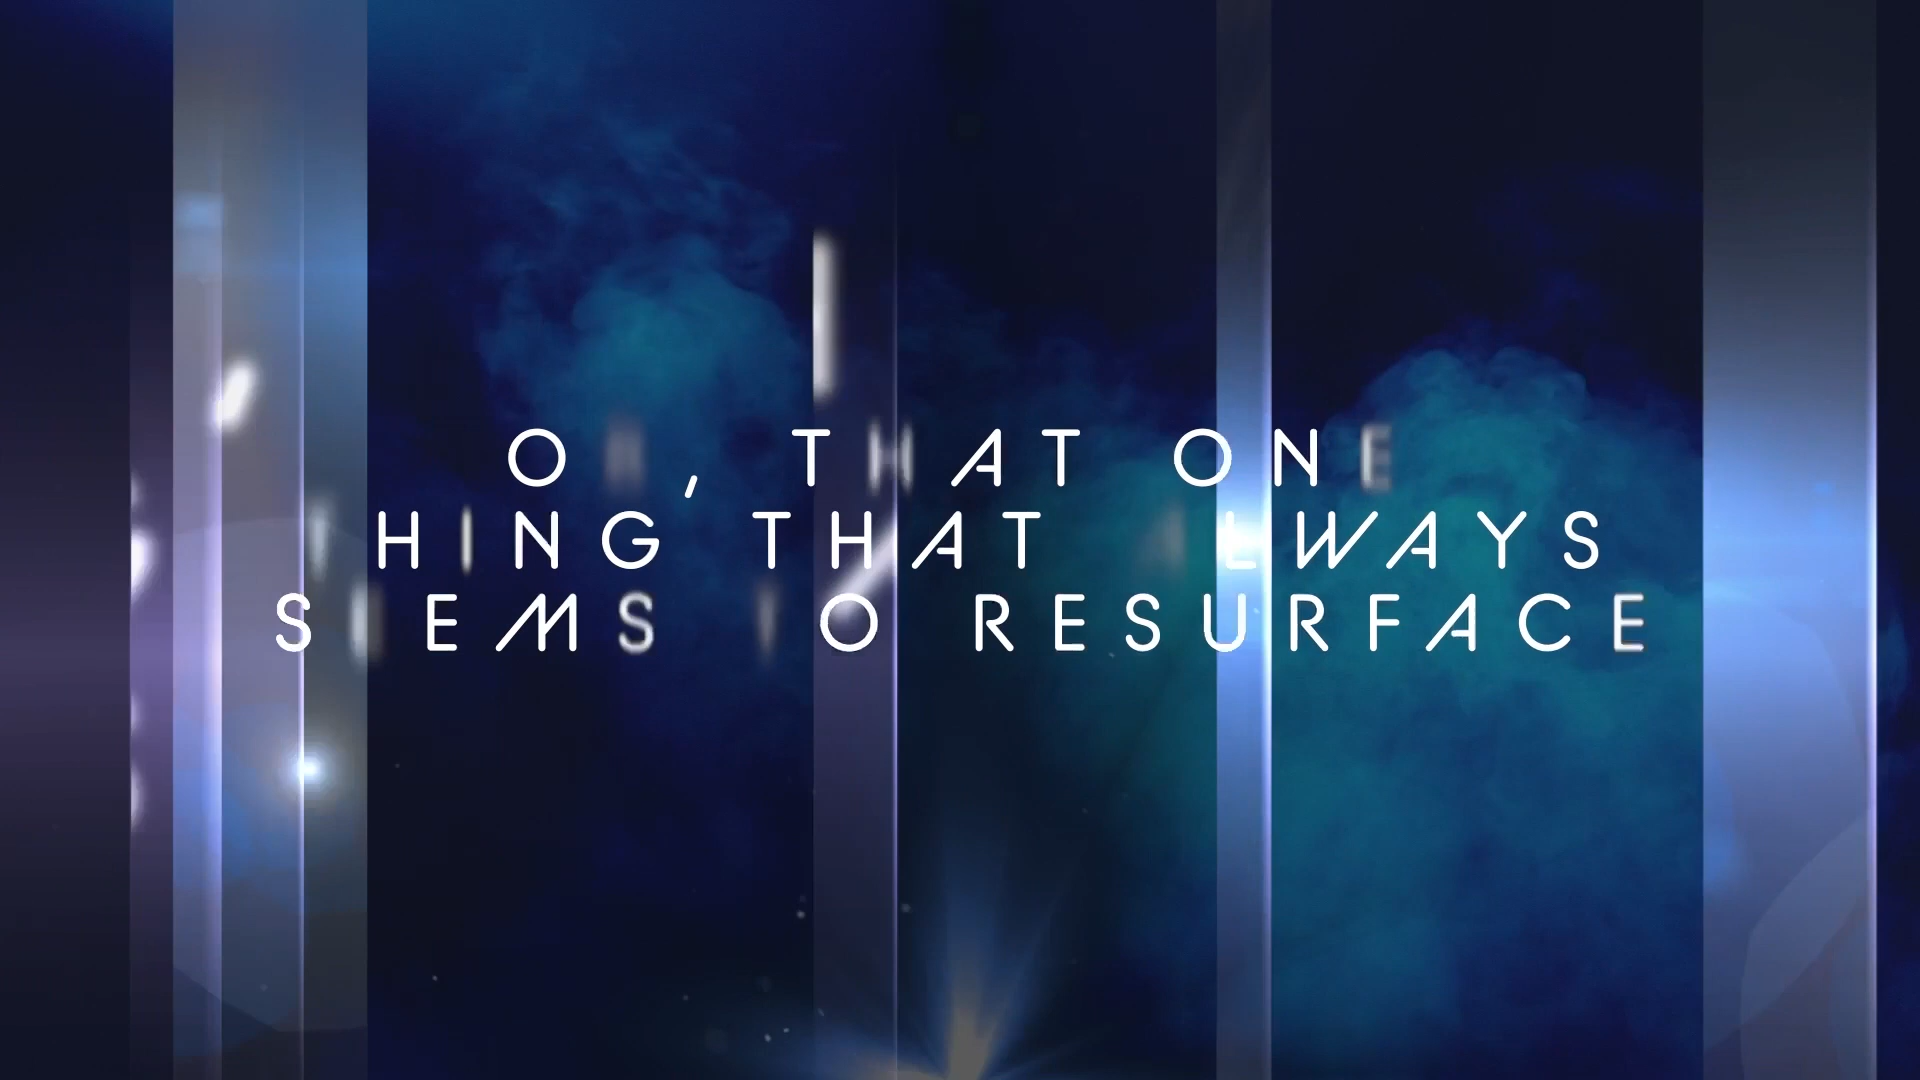 OH, THAT ONE
THING THAT ALWAYS
SEEMS TO RESURFACE